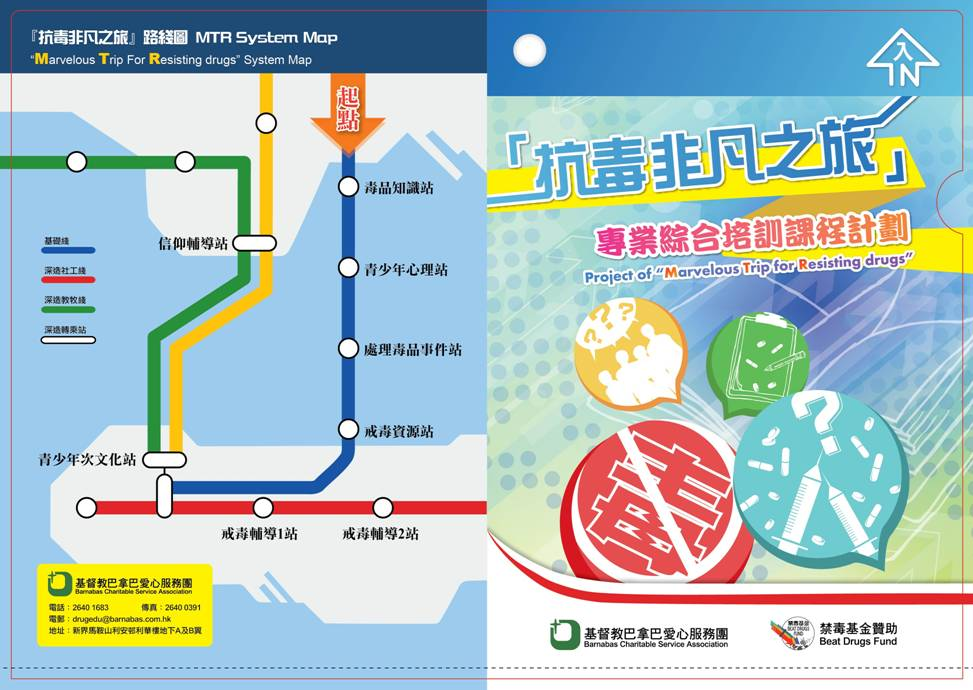 『抗毒非凡之旅』路綫圖 MTR System Map
“Marvelous Trip For Resisting drugs” System Map
起點
毒品知識站
信仰輔導站
基礎綫
青少年心理站
深造社工綫
深造教牧綫
深造轉乘站
處理毒品事件站
戒毒資源站
青少年次文化站
戒毒輔導1站
戒毒輔導2站
基督教巴拿巴愛心服務團
Barnabas Charitable Service Association
電話：2640 1683 傳真：2640 0391
電郵：drugedu@barnabas.com.hk
地址：新界馬鞍山利安邨利華樓地下A及B翼
入
IN
「抗毒非凡之旅」
專業綜合培訓課程計劃
Project of “Marvelous Trip for Resisting drugs”
? ? ?
毒
?
基督教巴拿巴愛心服務團
Barnabas Charitable Service Association
禁毒基金
BEAT DRUGS
FUND
禁毒基金贊助
Beat Drugs Fund